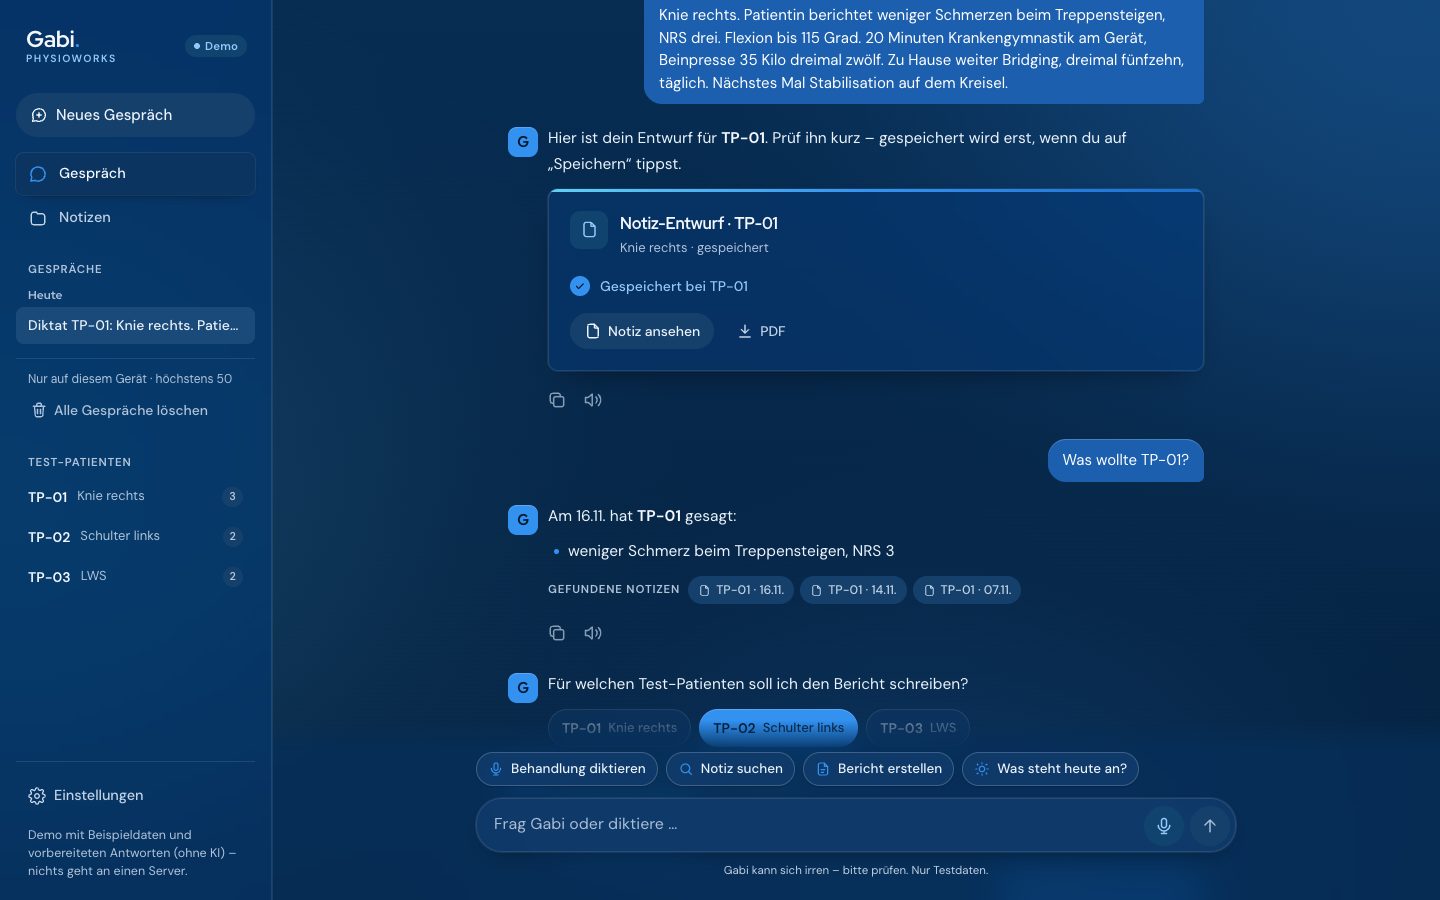 Gabi.
PHYSIOWORKS
Demo
Neues Gespräch
Gespräch
Notizen
GESPRÄCHE
Heute
Diktat TP-01: Knie rechts. Patie…
Nur auf diesem Gerät · höchstens 50
Alle Gespräche löschen
TEST-PATIENTEN
TP-01 Knie rechts 3
TP-02 Schulter links 2
TP-03 LWS 2
Einstellungen
Demo mit Beispieldaten und
vorbereiteten Antworten (ohne KI) –
nichts geht an einen Server.
Knie rechts. Patientin berichtet weniger Schmerzen beim Treppensteigen,
NRS drei. Flexion bis 115 Grad. 20 Minuten Krankengymnastik am Gerät,
Beinpresse 35 Kilo dreimal zwölf. Zu Hause weiter Bridging, dreimal fünfzehn,
täglich. Nächstes Mal Stabilisation auf dem Kreisel.
G
Hier ist dein Entwurf für TP-01. Prüf ihn kurz – gespeichert wird erst, wenn du auf
„Speichern“ tippst.
Notiz-Entwurf · TP-01
Knie rechts · gespeichert
Gespeichert bei TP-01
Notiz ansehen
PDF
Was wollte TP-01?
G
Am 16.11. hat TP-01 gesagt:
• weniger Schmerz beim Treppensteigen, NRS 3
GEFUNDENE NOTIZEN TP-01 · 16.11. TP-01 · 14.11. TP-01 · 07.11.
G
Für welchen Test-Patienten soll ich den Bericht schreiben?
TP-01 Knie rechts TP-02 Schulter links TP-03 LWS
Behandlung diktieren Notiz suchen Bericht erstellen Was steht heute an?
Frag Gabi oder diktiere …
Gabi kann sich irren – bitte prüfen. Nur Testdaten.